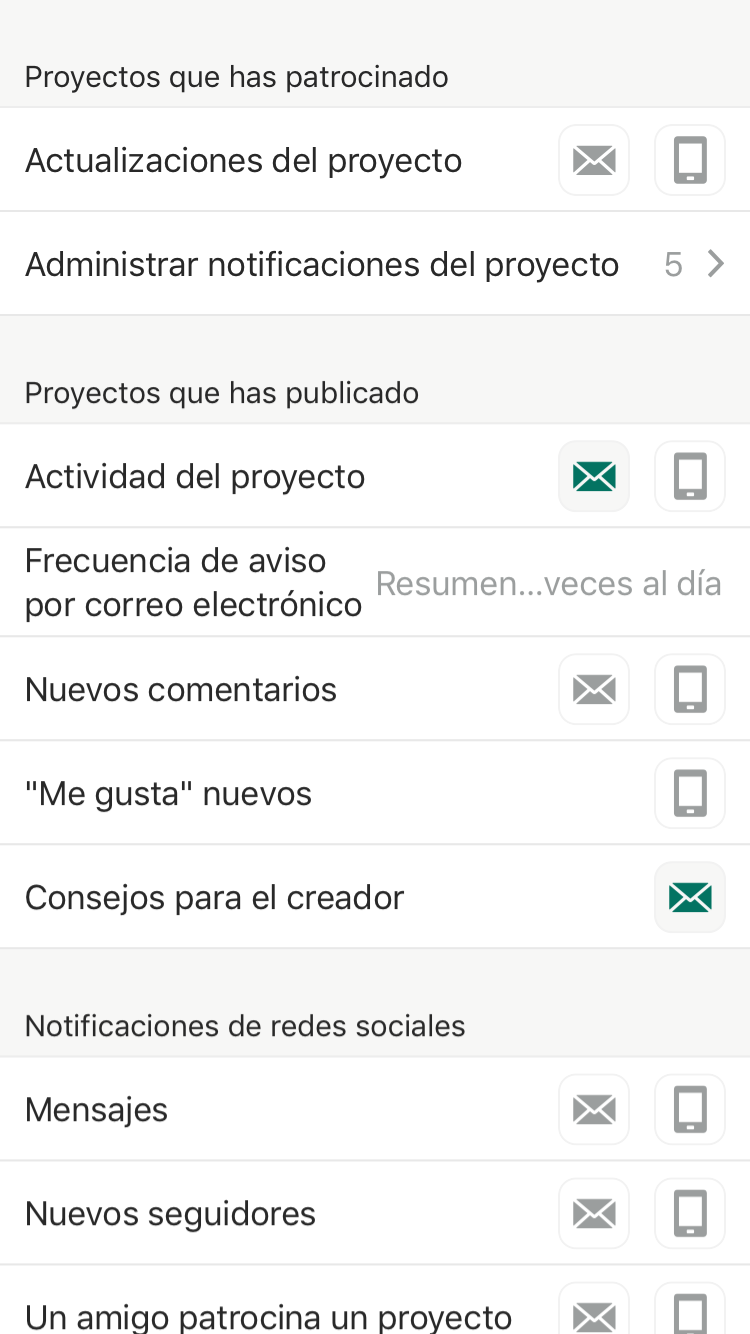 Proyectos que has patrocinado
Actualizaciones del proyecto
Administrar notificaciones del proyecto 5
Proyectos que has publicado
Actividad del proyecto
Frecuencia de aviso
por correo electrónico
Resumen...veces al día
Nuevos comentarios
"Me gusta" nuevos
Consejos para el creador
Notificaciones de redes sociales
Mensajes
Nuevos seguidores
Un amigo patrocina un proyecto